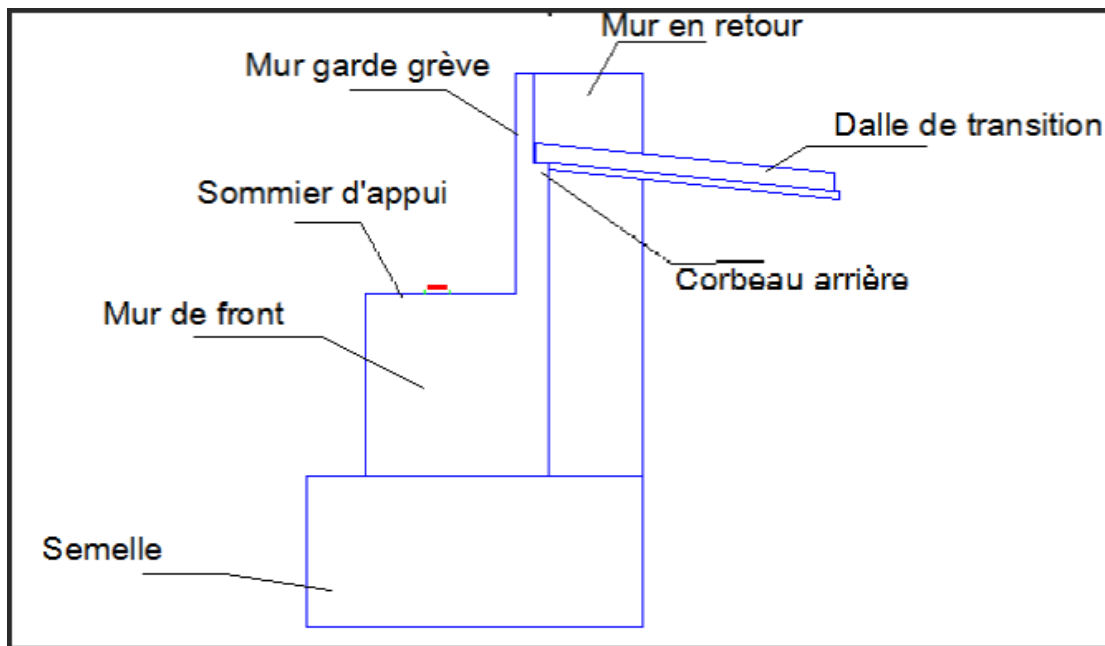 Mur en retour
Mur garde grève
Dalle de transition
Sommier d'appui
Corbeau arrière
Mur de front
Semelle